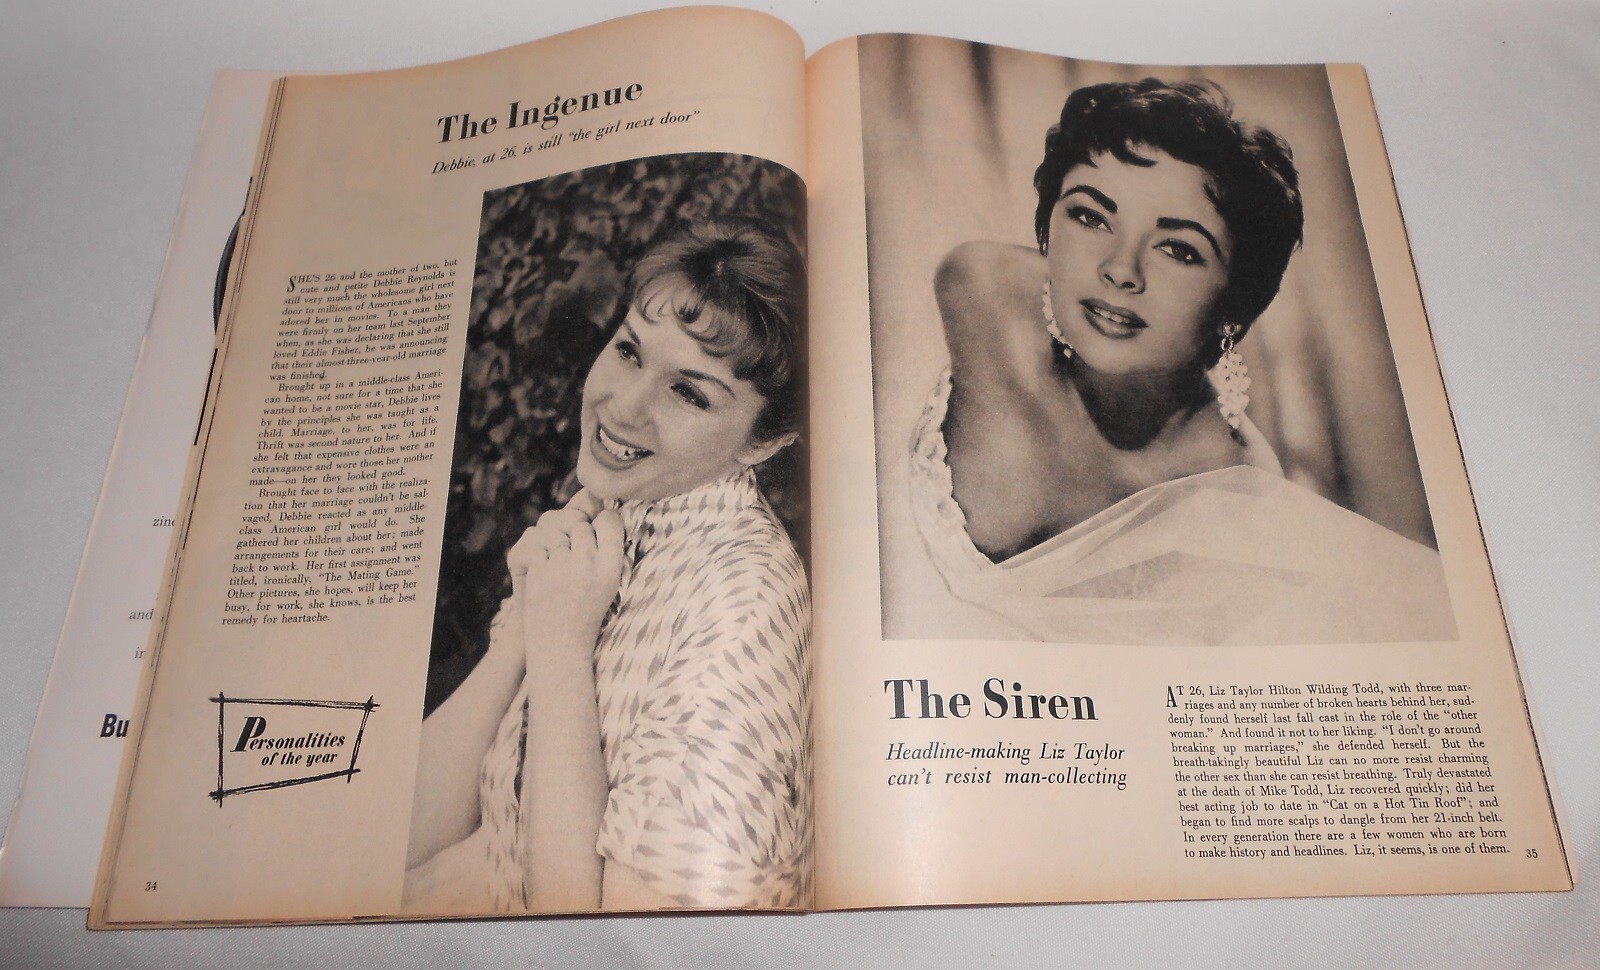 The Ingenue
Debbie, at 26, is still "the girl next door"
SHE'S 26 and the mother of two, but
cute and petite Debbie Reynolds is
still very much the wholesome girl next
door to millions of Americans who have
adored her in movies. To a man they
were firmly on her team last September
when, as she was declaring that she still
loved Eddie Fisher, he was announcing
that their almost-three-year-old marriage
was finished.
Brought up in a middle-class Ameri-
can home, not sure for a time that she
wanted to be a movie star, Debbie lives
by the principles she was taught as a
child. Marriage, to her, was for life.
Thrift was second nature to her. And if
she felt that expensive clothes were an
extravagance and wore those her mother
made—on her they looked good.
Brought face to face with the realiza-
tion that her marriage couldn't be sal-
vaged, Debbie reacted as any middle-
class American girl would do. She
gathered her children about her; made
arrangements for their care; and went
back to work. Her first assignment was
titled, ironically, "The Mating Game."
Other pictures, she hopes, will keep her
busy, for work, she knows, is the best
remedy for heartache.
Personalities
of the year
34
zine
and
in
Bu
The Siren
Headline-making Liz Taylor
can't resist man-collecting
AT 26, Liz Taylor Hilton Wilding Todd, with three mar-
riages and any number of broken hearts behind her, sud-
denly found herself last fall cast in the role of the "other
woman." And found it not to her liking. "I don't go around
breaking up marriages," she defended herself. But the
breath-takingly beautiful Liz can no more resist charming
the other sex than she can resist breathing. Truly devastated
at the death of Mike Todd, Liz recovered quickly; did her
best acting job to date in "Cat on a Hot Tin Roof"; and
began to find more scalps to dangle from her 21-inch belt.
In every generation there are a few women who are born
to make history and headlines. Liz, it seems, is one of them.
35